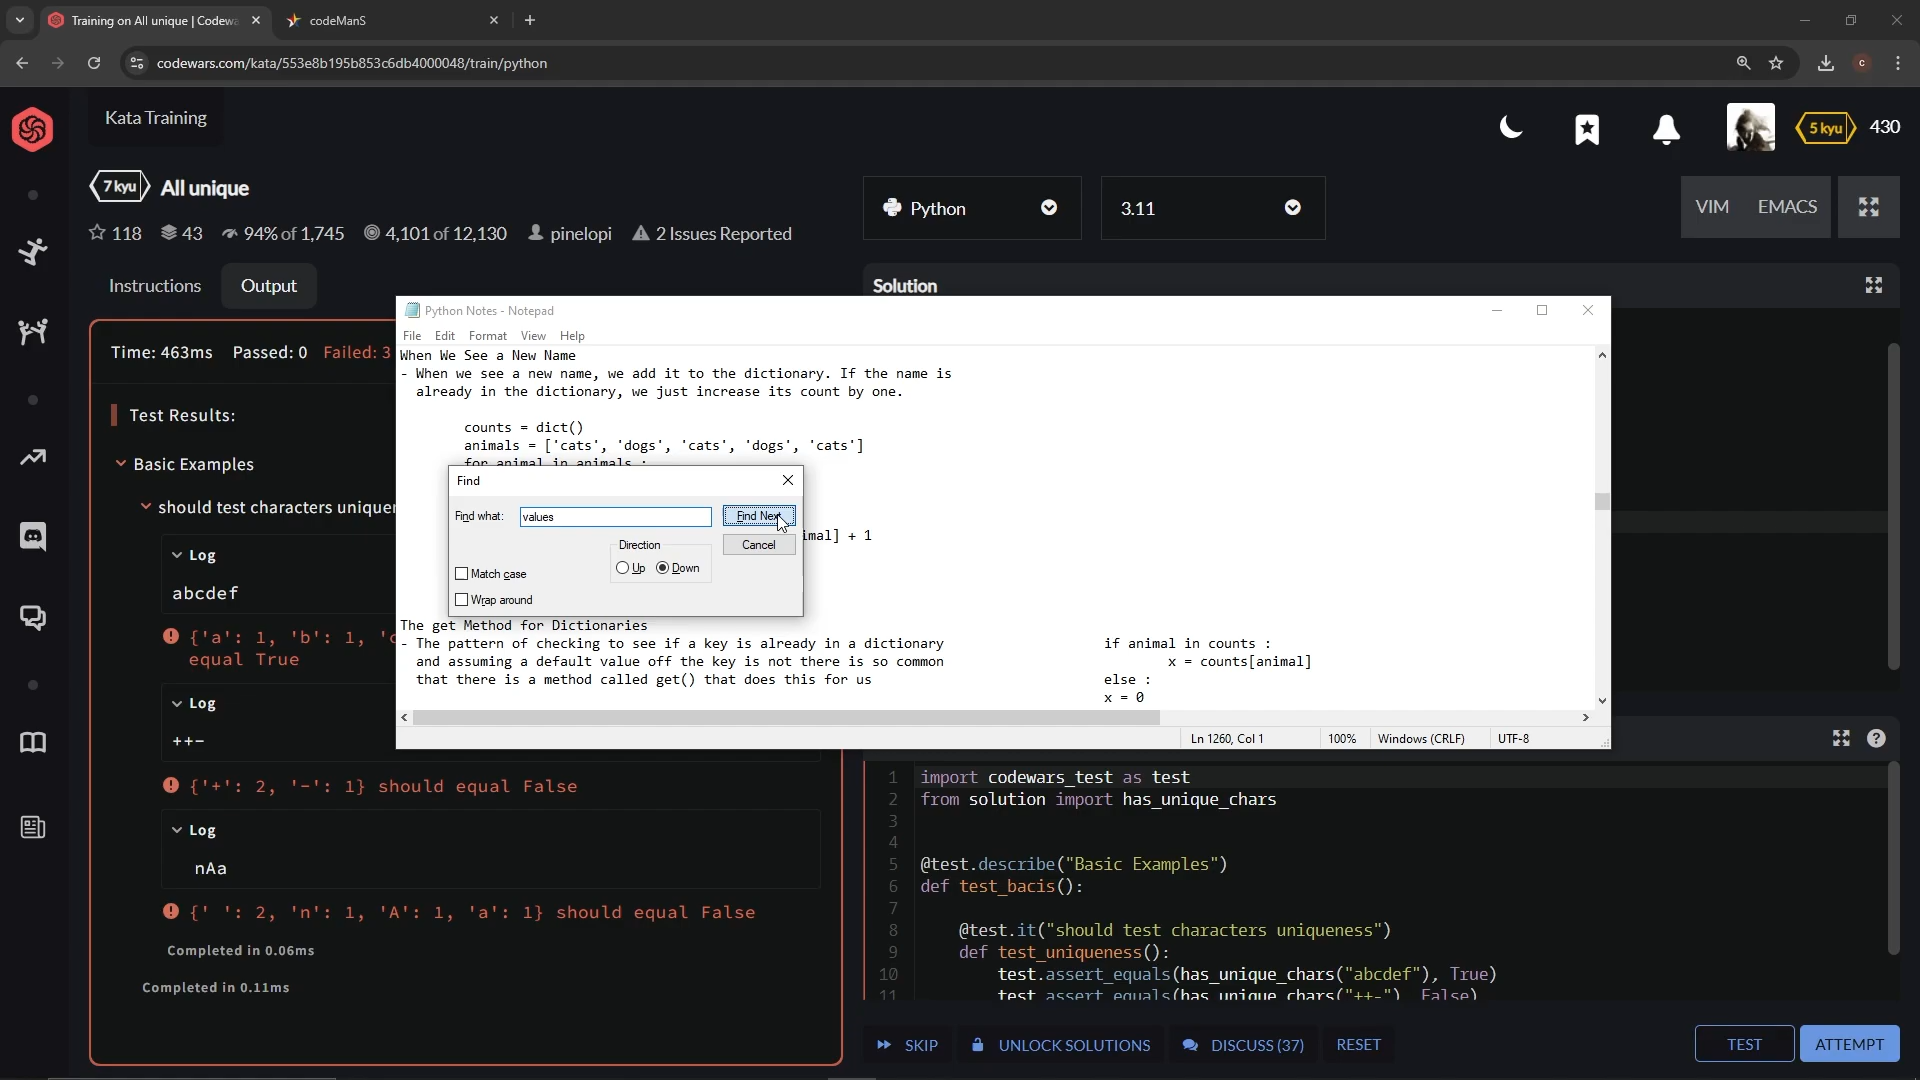 Training on All unique | Codewa
codeManS
codewars.com/kata/553e8b195b853c6db4000048/train/python
c
Kata Training
5 kyu
430
7 kyu
All unique
118
43
94% of 1,745
4,101 of 12,130
pinelopi
2 Issues Reported
Python
3.11
VIM
EMACS
Instructions
Output
Solution
Time: 463ms
Passed: 0
Failed: 3
Test Results:
Basic Examples
should test characters uniquene
Log
abcdef
{'a': 1, 'b': 1, 'c
equal True
Log
++-
{'+': 2, '-': 1} should equal False
Log
nAa
{' ': 2, 'n': 1, 'A': 1, 'a': 1} should equal False
Completed in 0.06ms
Completed in 0.11ms
Python Notes - Notepad
File
Edit
Format
View
Help
When We See a New Name
- When we see a new name, we add it to the dictionary. If the name is
already in the dictionary, we just increase its count by one.
counts = dict()
animals = ['cats', 'dogs', 'cats', 'dogs', 'cats']
for animal in animals :
imal] + 1
Find
Find what:
values
Find Next
Direction
Cancel
Up
Down
Match case
Wrap around
The get Method for Dictionaries
- The pattern of checking to see if a key is already in a dictionary
and assuming a default value off the key is not there is so common
that there is a method called get() that does this for us
if animal in counts :
x = counts[animal]
else :
x = 0
Ln 1260, Col 1
100%
Windows (CRLF)
UTF-8
1 import codewars_test as test
2 from solution import has_unique_chars
3
4
5 @test.describe("Basic Examples")
6 def test_bacis():
7
8 @test.it("should test characters uniqueness")
9 def test_uniqueness():
10 test.assert_equals(has_unique_chars("abcdef"), True)
11 test.assert_equals(has_unique_chars("++-"), False)
SKIP
UNLOCK SOLUTIONS
DISCUSS (37)
RESET
TEST
ATTEMPT